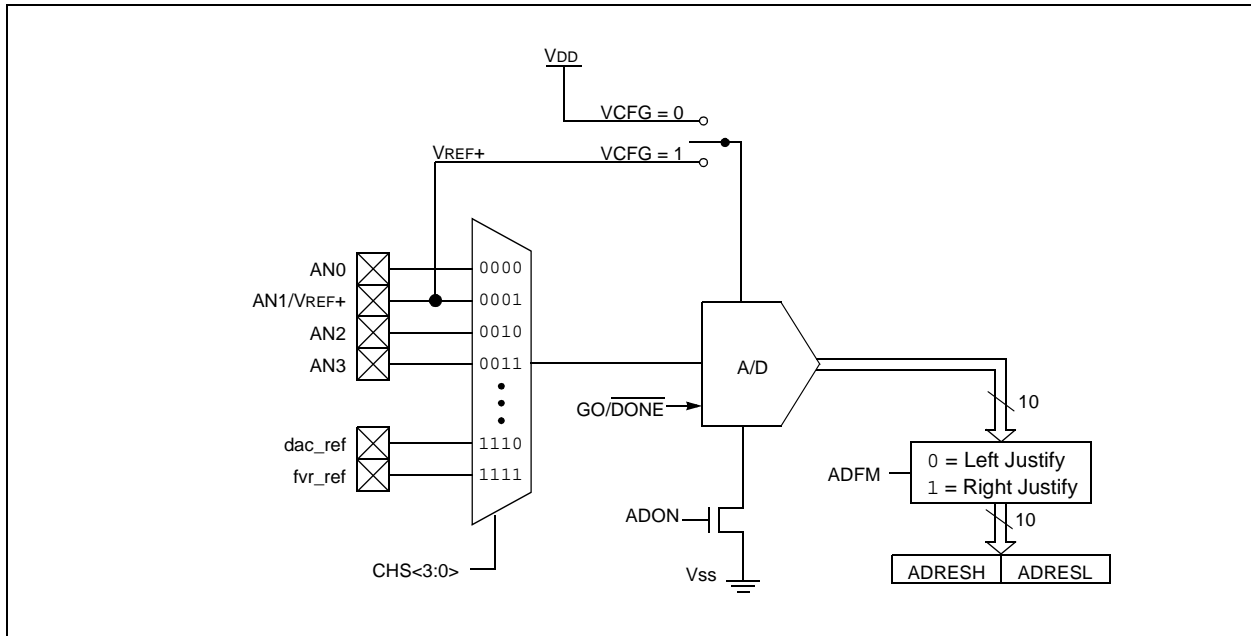 VDD
VCFG = 0
VREF+
VCFG = 1
AN0
0000
AN1/VREF+
0001
AN2
0010
AN3
0011
A/D
GO/DONE
10
dac_ref
1110
fvr_ref
1111
ADFM
0 = Left Justify
1 = Right Justify
ADON
10
CHS<3:0>
VSS
ADRESH
ADRESL